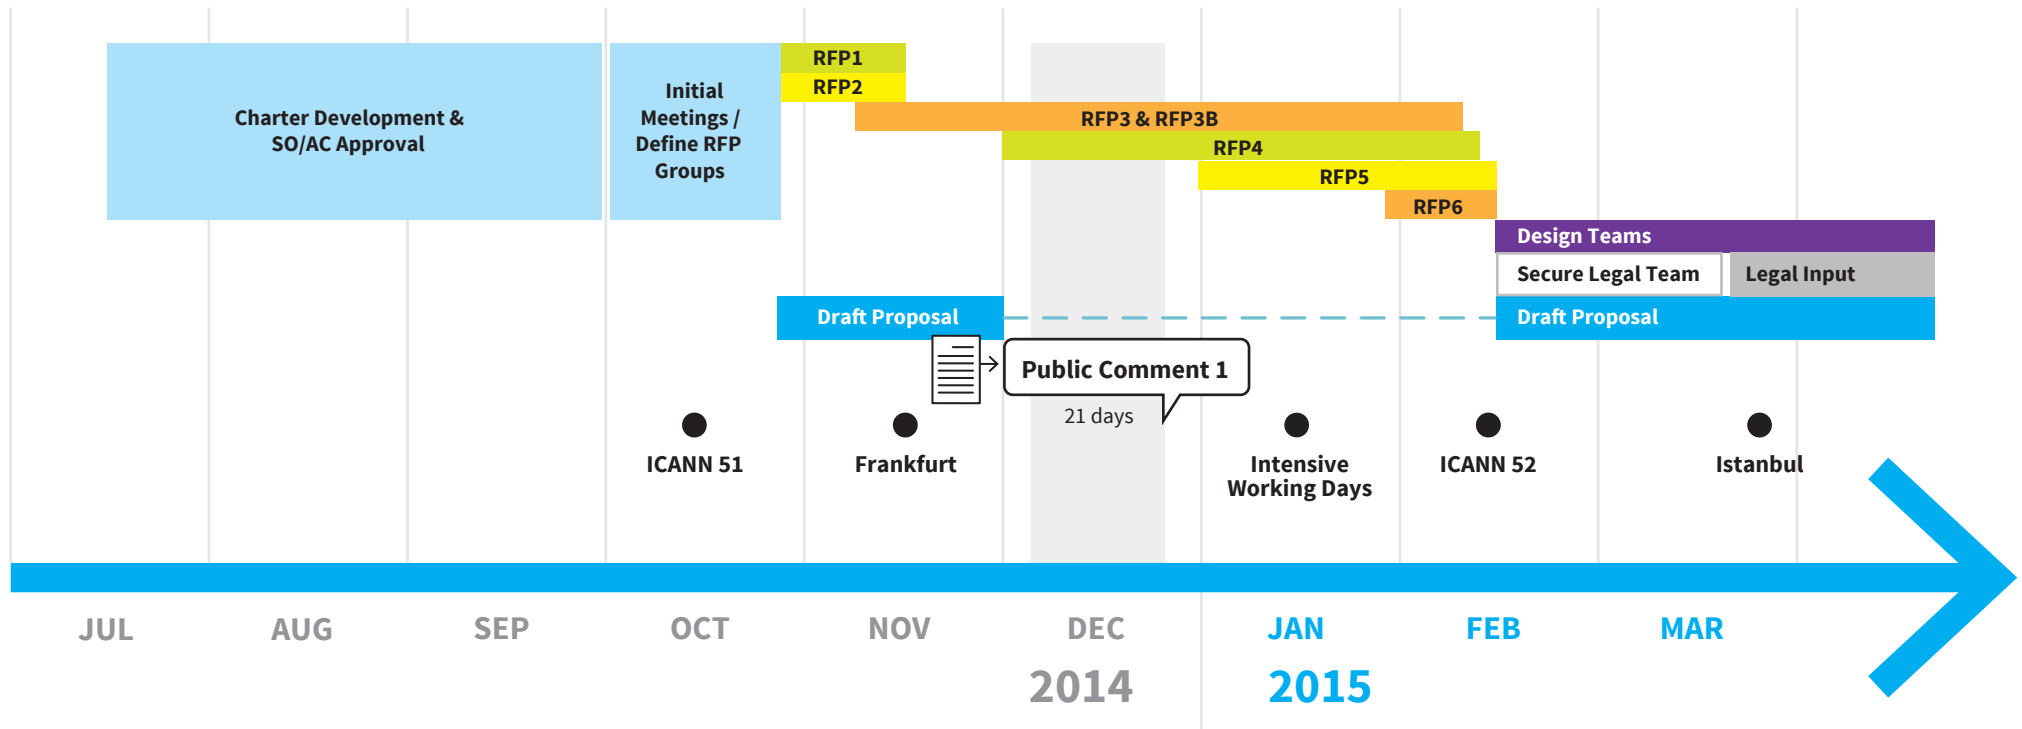 Charter Development &
SO/AC Approval
Initial
Meetings /
Define RFP
Groups
RFP1
RFP2
RFP3 & RFP3B
RFP4
RFP5
RFP6
Design Teams
Secure Legal Team
Legal Input
Draft Proposal
Draft Proposal
Public Comment 1
21 days
ICANN 51
Frankfurt
Intensive
Working Days
ICANN 52
Istanbul
JUL
AUG
SEP
OCT
NOV
DEC
JAN
FEB
MAR
2014
2015